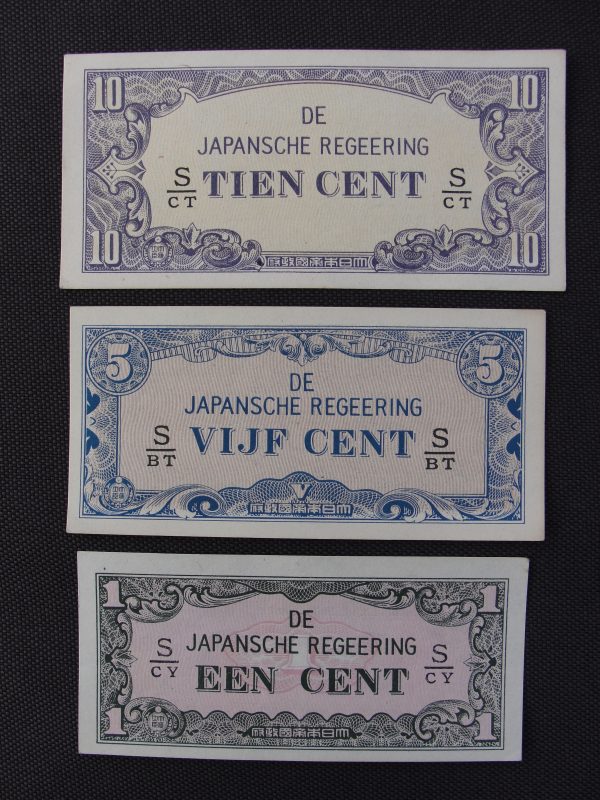 10 10
DE
JAPANSCHE REGEERING
S/CT TIEN CENT S/CT
10 10
府政國帝本日大
5 5
DE
JAPANSCHE REGEERING
S/BT VIJF CENT S/BT
V
府政國帝本日大
1 1
DE
JAPANSCHE REGEERING
S/CY EEN CENT S/CY
1 1
府政國帝本日大